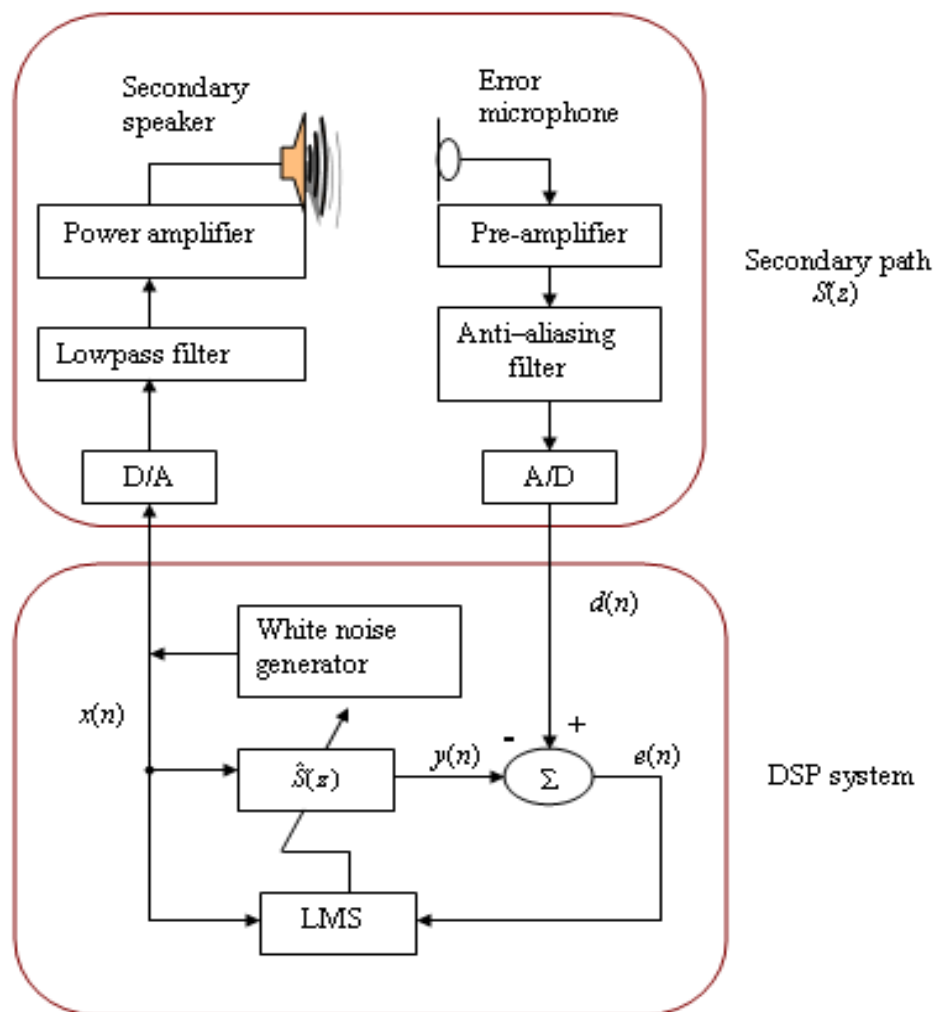 Secondary
speaker
Error
microphone
Power amplifier
Pre-amplifier
Secondary path
S(z)
Lowpass filter
Anti–aliasing
filter
D/A
A/D
d(n)
White noise
generator
x(n)
- +
Ŝ(z)
y(n)
Σ
e(n)
DSP system
LMS